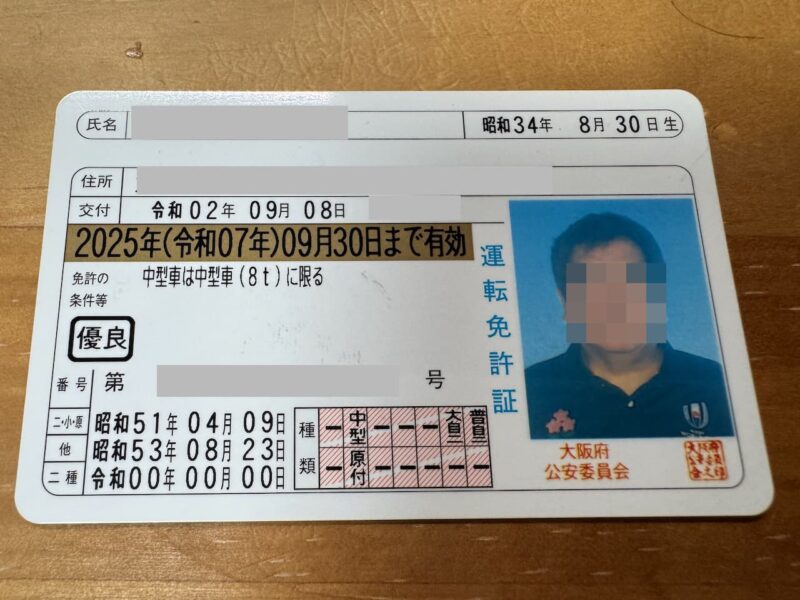 氏名 昭和34年 8月30日生
住所
交付 令和02年09月08日
2025年(令和07年)09月30日まで有効
免許の条件等 中型車は中型車(8t)に限る
優良
番号 第 号
二・小・原 昭和51年04月09日
他 昭和53年08月23日
二種 令和00年00月00日
種類
中型
大自二
普自二
原付
運転免許証
大阪府
公安委員会